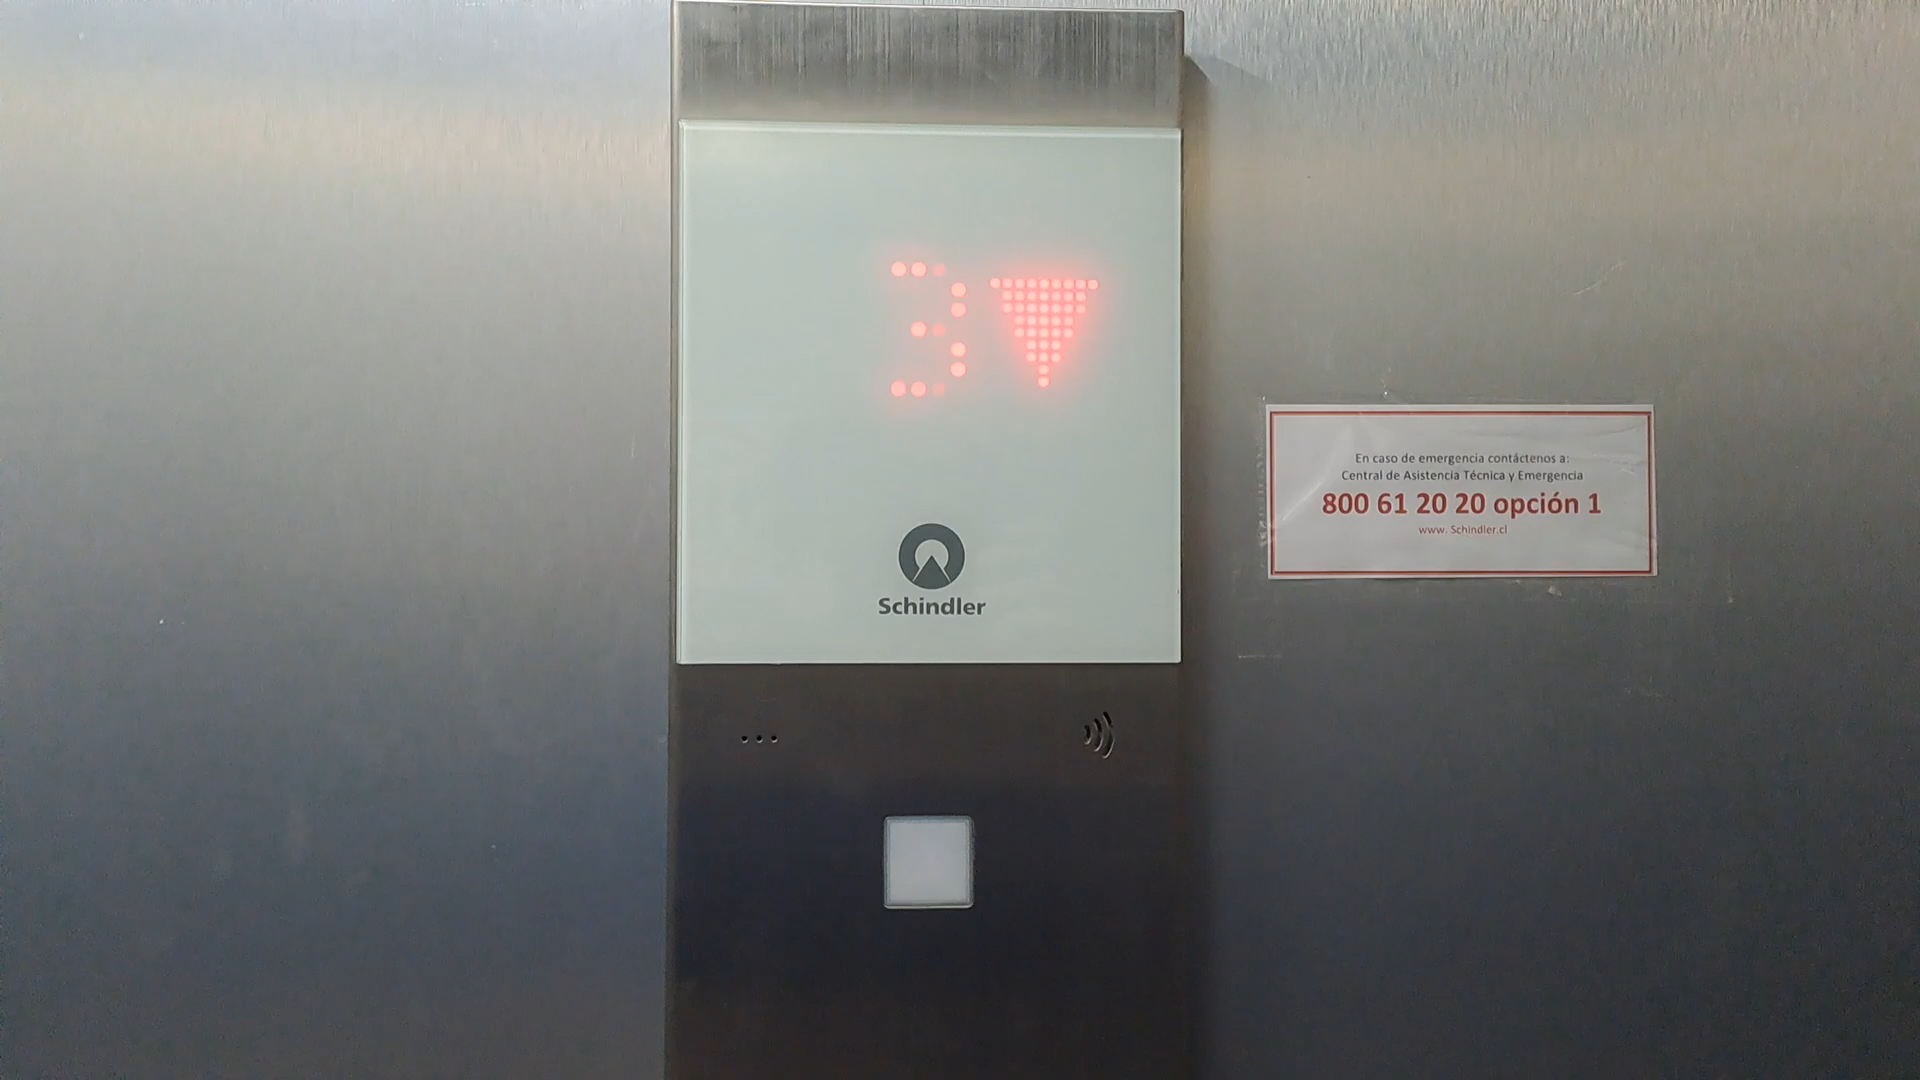 3
Schindler
En caso de emergencia contáctenos a:
Central de Asistencia Técnica y Emergencia
800 61 20 20 opción 1
www. Schindler.cl